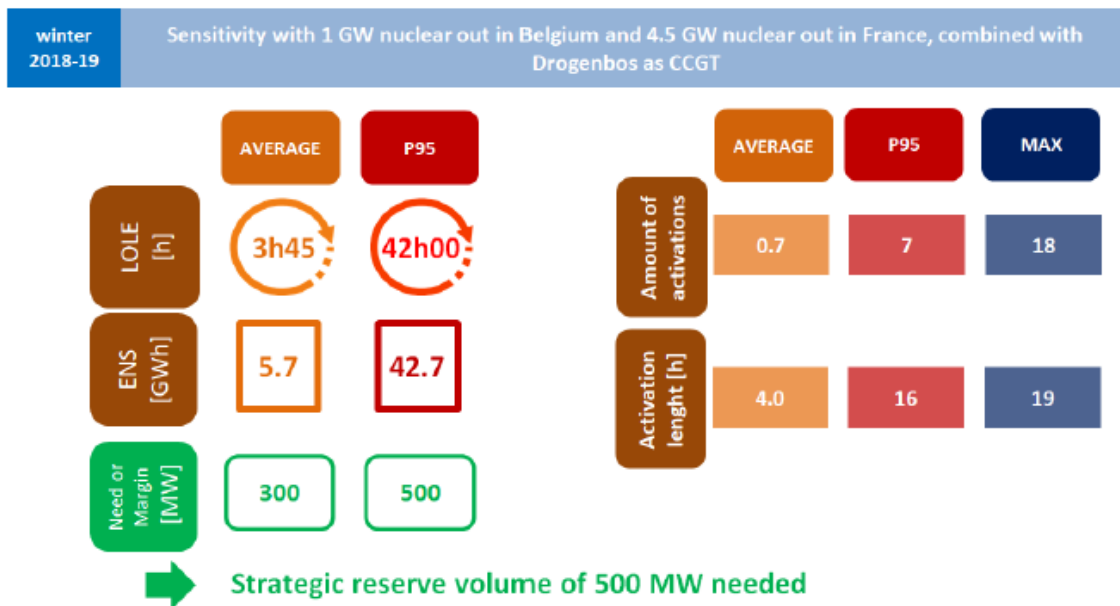 winter
2018-19
Sensitivity with 1 GW nuclear out in Belgium and 4.5 GW nuclear out in France, combined with
Drogenbos as CCGT
AVERAGE
P95
LOLE
[h]
3h45
42h00
ENS
[GWh]
5.7
42.7
Need or
Margin
[MW]
300
500
AVERAGE
P95
MAX
Amount of
activations
0.7
7
18
Activation
lenght [h]
4.0
16
19
Strategic reserve volume of 500 MW needed